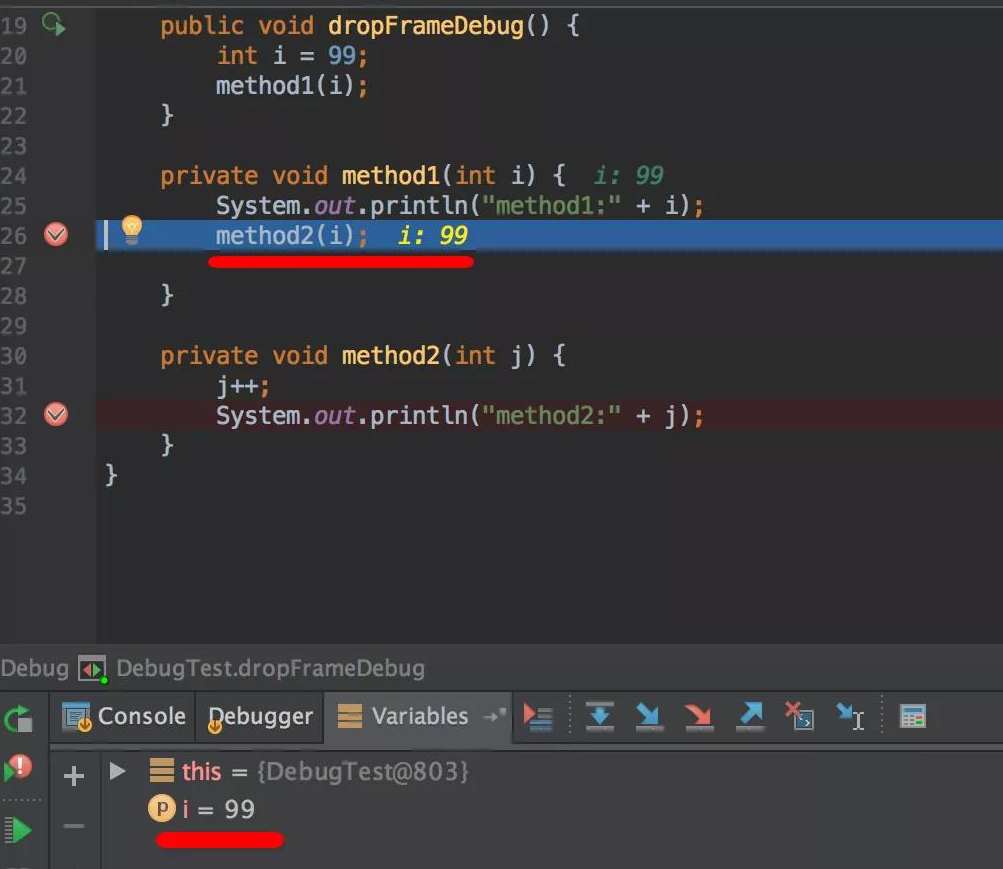 19 public void dropFrameDebug() {
20 int i = 99;
21 method1(i);
22 }
23
24 private void method1(int i) { i: 99
25 System.out.println("method1:" + i);
26 method2(i); i: 99
27
28 }
29
30 private void method2(int j) {
31 j++;
32 System.out.println("method2:" + j);
33 }
34 }
35
Debug DebugTest.dropFrameDebug
Console Debugger Variables
this = {DebugTest@803}
p i = 99